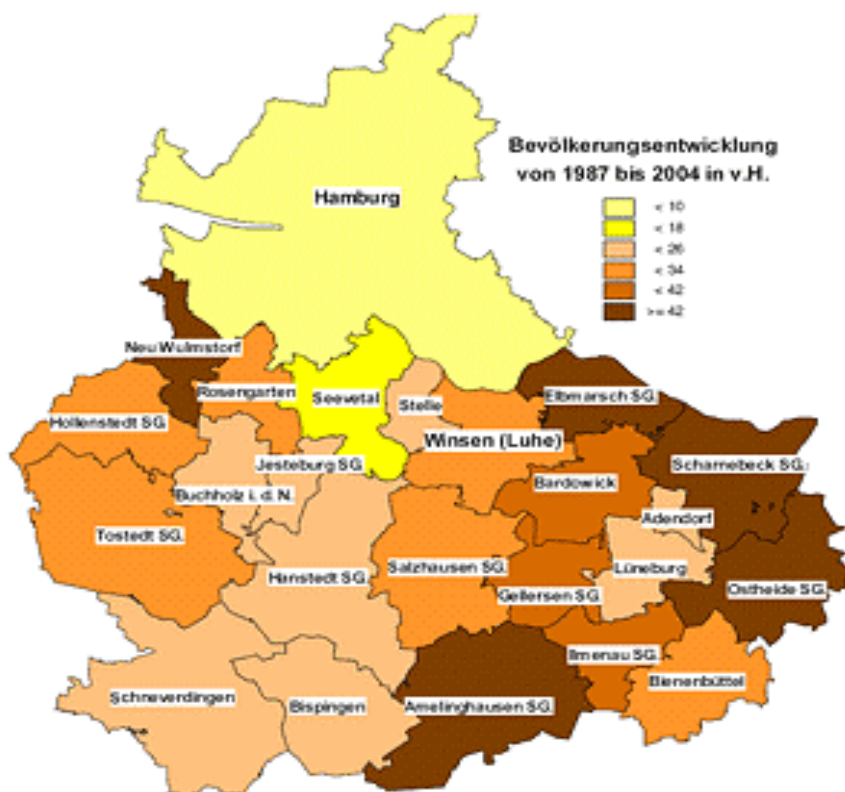 Bevölkerungsentwicklung
von 1987 bis 2004 in v.H.
< 10
< 18
< 26
< 34
< 42
>= 42
Hamburg
Neu Wulmstorf
Rosengarten
Seevetal
Stelle
Elbmarsch SG.
Hollenstedt SG.
Winsen (Luhe)
Jesteburg SG.
Scharnebeck SG.
Buchholz i. d. N.
Bardowick
Adendorf
Tostedt SG.
Hanstedt SG.
Salzhausen SG.
Lüneburg
Gellersen SG.
Ostheide SG.
Ilmenau SG.
Bienenbüttel
Schneverdingen
Bispingen
Amelinghausen SG.